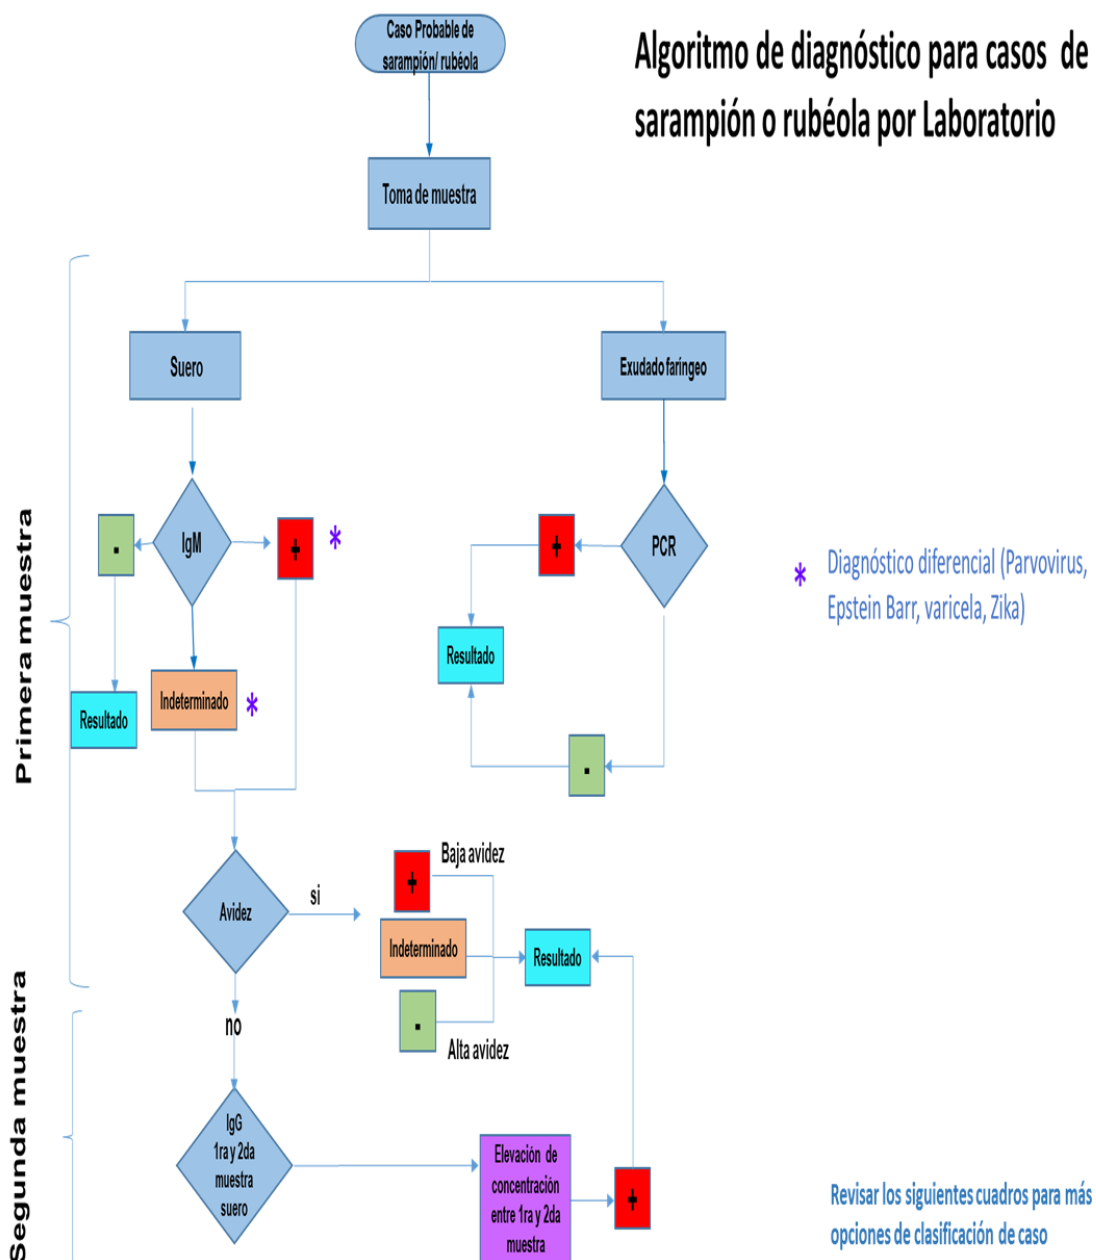 Caso Probable de
sarampión/ rubéola
Algoritmo de diagnóstico para casos de
sarampión o rubéola por Laboratorio
Toma de muestra
Suero
Exudado faríngeo
Primera muestra
-
IgM
+
*
+
PCR
*
Diagnóstico diferencial (Parvovirus,
Epstein Barr, varicela, Zika)
Resultado
Indeterminado
*
Resultado
-
Avidez
si
+
Baja avidez
Indeterminado
Resultado
-
Alta avidez
Segunda muestra
no
IgG
1ra y 2da
muestra
suero
Elevación de
concentración
entre 1ra y 2da
muestra
+
Revisar los siguientes cuadros para más
opciones de clasificación de caso